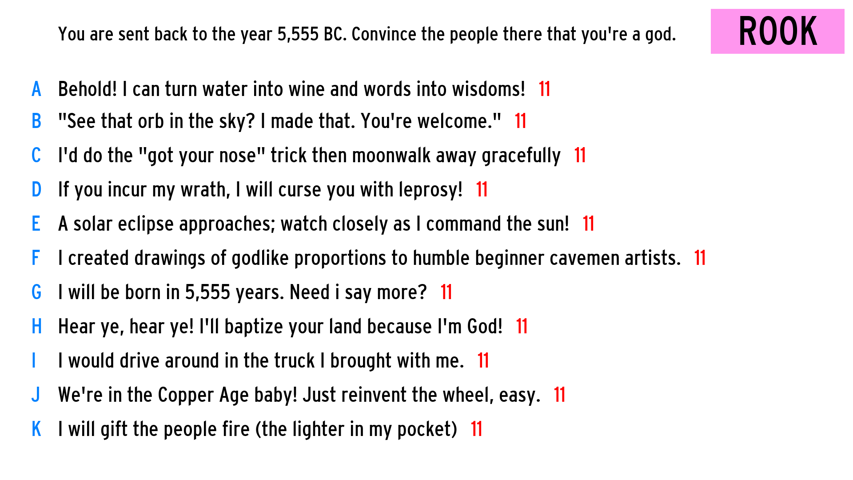 You are sent back to the year 5,555 BC. Convince the people there that you're a god.
ROOK
A Behold! I can turn water into wine and words into wisdoms! 11
B "See that orb in the sky? I made that. You're welcome." 11
C I'd do the "got your nose" trick then moonwalk away gracefully 11
D If you incur my wrath, I will curse you with leprosy! 11
E A solar eclipse approaches; watch closely as I command the sun! 11
F I created drawings of godlike proportions to humble beginner cavemen artists. 11
G I will be born in 5,555 years. Need i say more? 11
H Hear ye, hear ye! I'll baptize your land because I'm God! 11
I I would drive around in the truck I brought with me. 11
J We're in the Copper Age baby! Just reinvent the wheel, easy. 11
K I will gift the people fire (the lighter in my pocket) 11